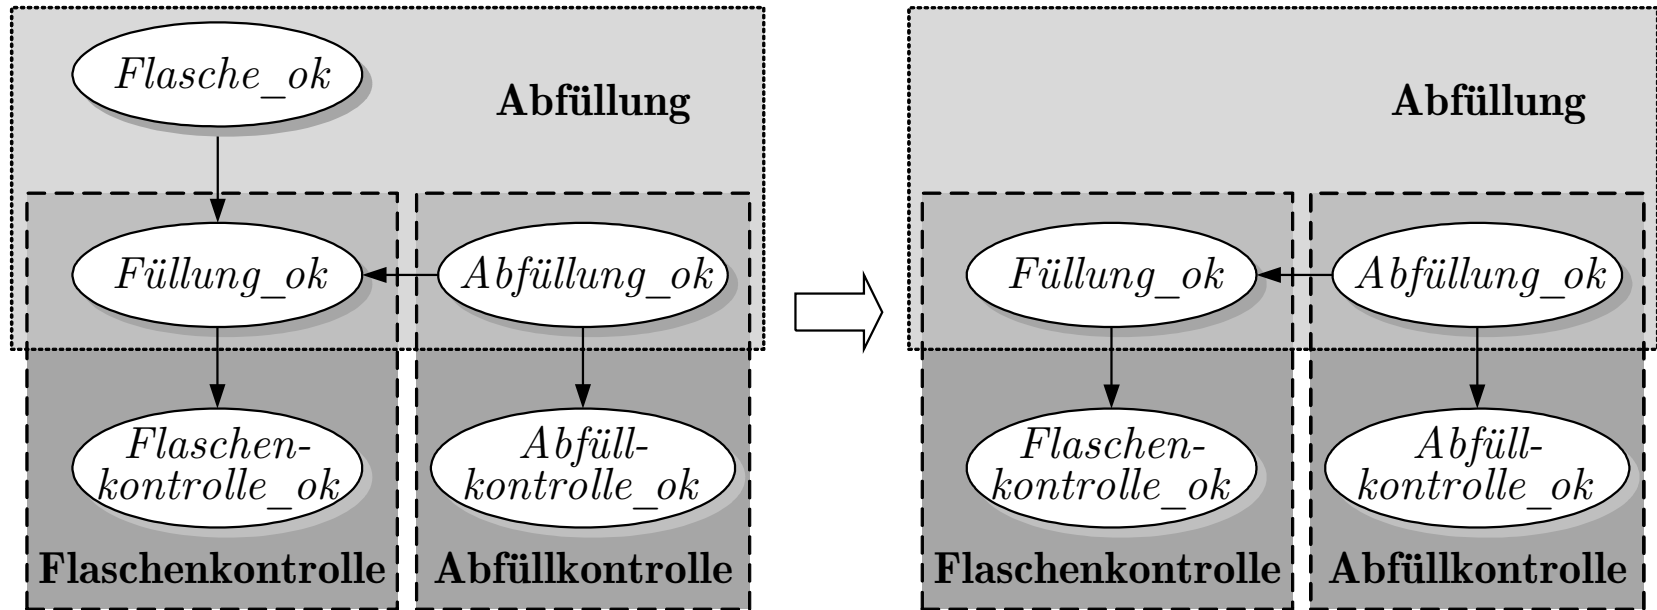 Flasche_ok
Abfüllung
Füllung_ok
Abfüllung_ok
Flaschen-
kontrolle_ok
Abfüll-
kontrolle_ok
Flaschenkontrolle
Abfüllkontrolle
Abfüllung
Füllung_ok
Abfüllung_ok
Flaschen-
kontrolle_ok
Abfüll-
kontrolle_ok
Flaschenkontrolle
Abfüllkontrolle